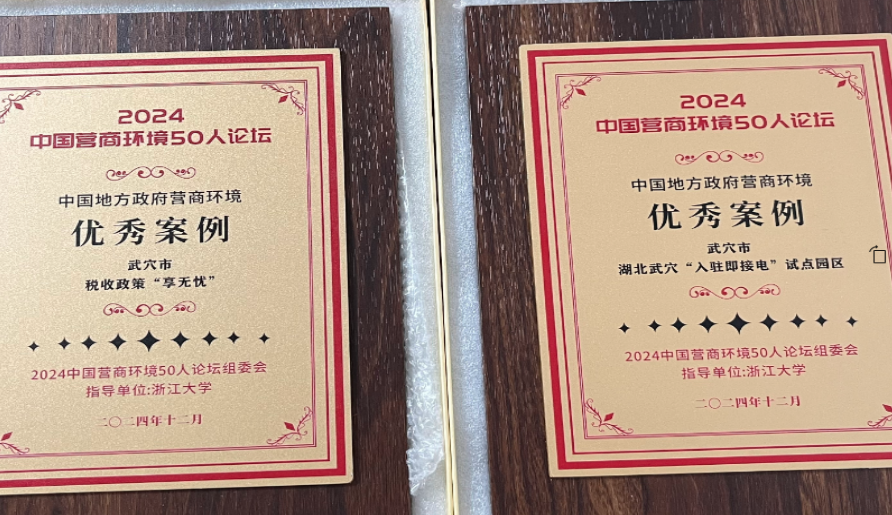 2024
中国营商环境50人论坛
中国地方政府营商环境
优秀案例
武穴市
税收政策“享无忧”
2024中国营商环境50人论坛组委会
指导单位:浙江大学
二〇二四年十二月
2024
中国营商环境50人论坛
中国地方政府营商环境
优秀案例
武穴市
湖北武穴“入驻即接电”试点园区
2024中国营商环境50人论坛组委会
指导单位:浙江大学
二〇二四年十二月